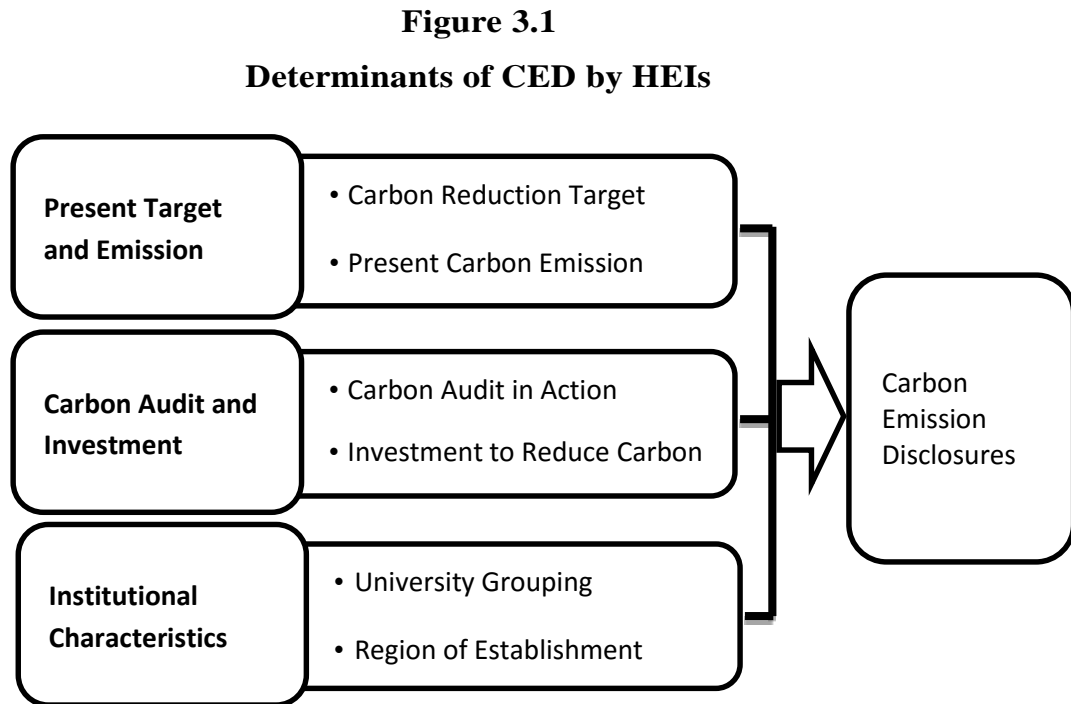 Figure 3.1
Determinants of CED by HEIs
Present Target
and Emission
• Carbon Reduction Target
• Present Carbon Emission
Carbon Audit and
Investment
• Carbon Audit in Action
• Investment to Reduce Carbon
Institutional
Characteristics
• University Grouping
• Region of Establishment
Carbon
Emission
Disclosures